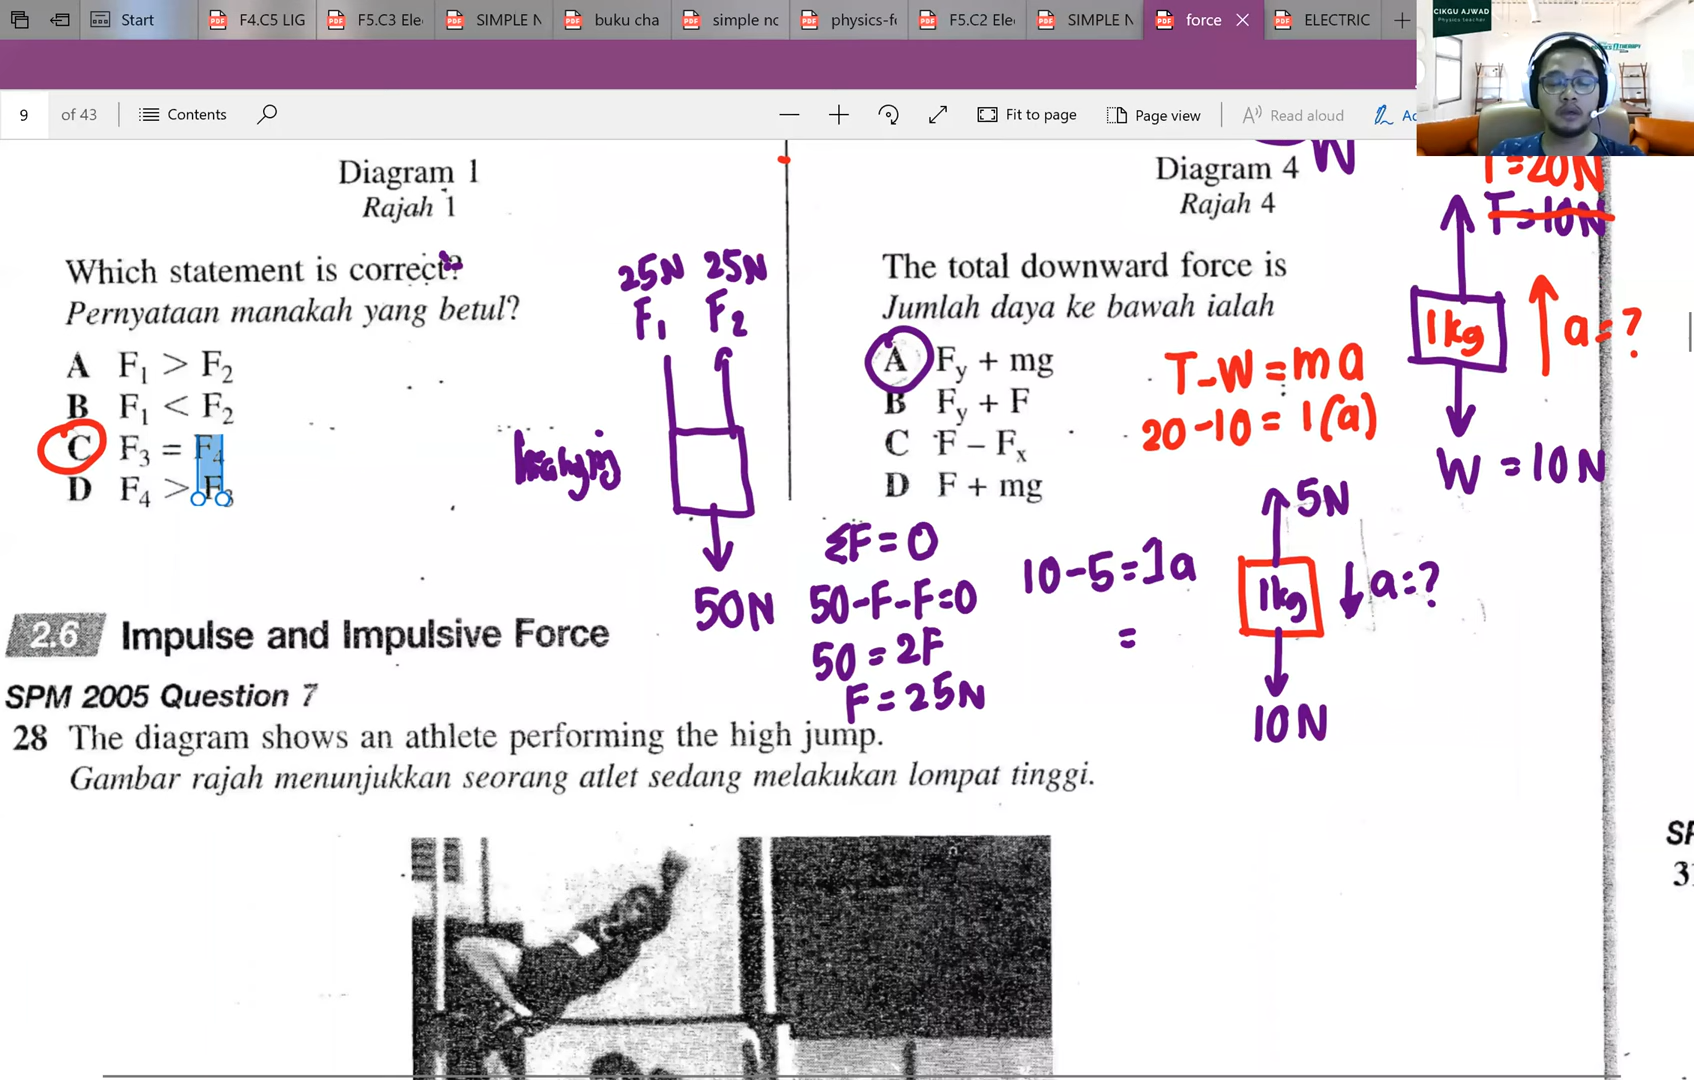 Start
F4.C5 LIG
F5.C3 Ele
SIMPLE N
buku cha
simple no
physics-f
F5.C2 Ele
SIMPLE N
force
ELECTRIC
CIKGU AJWAD
Physics teacher
9 of 43
Contents
Fit to page
Page view
Read aloud
Diagram 1
Rajah 1
Which statement is correct?
Pernyataan manakah yang betul?
A F₁ > F₂
B F₁ < F₂
C F₃ = F₄
D F₄ > F₃
25N 25N
F₁ F₂
50N
W
Diagram 4
Rajah 4
The total downward force is
Jumlah daya ke bawah ialah
A Fy + mg
B Fy + F
C F – Fx
D F + mg
T-W = ma
20-10 = 1(a)
T=20N
T=10N
1kg
a=?
W = 10N
ΣF=0
50-F-F=0
50=2F
F=25N
10-5=1a
=
5N
1kg
a=?
10N
2.6 Impulse and Impulsive Force
SPM 2005 Question 7
28 The diagram shows an athlete performing the high jump.
Gambar rajah menunjukkan seorang atlet sedang melakukan lompat tinggi.